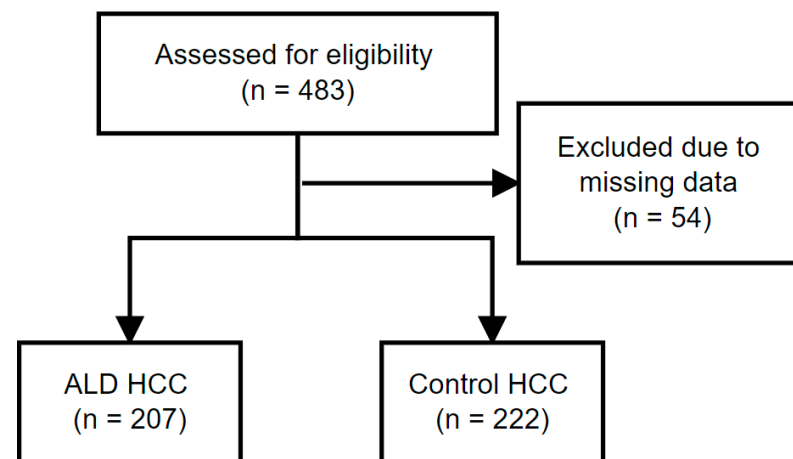 Assessed for eligibility
(n = 483)
Excluded due to
missing data
(n = 54)
ALD HCC
(n = 207)
Control HCC
(n = 222)